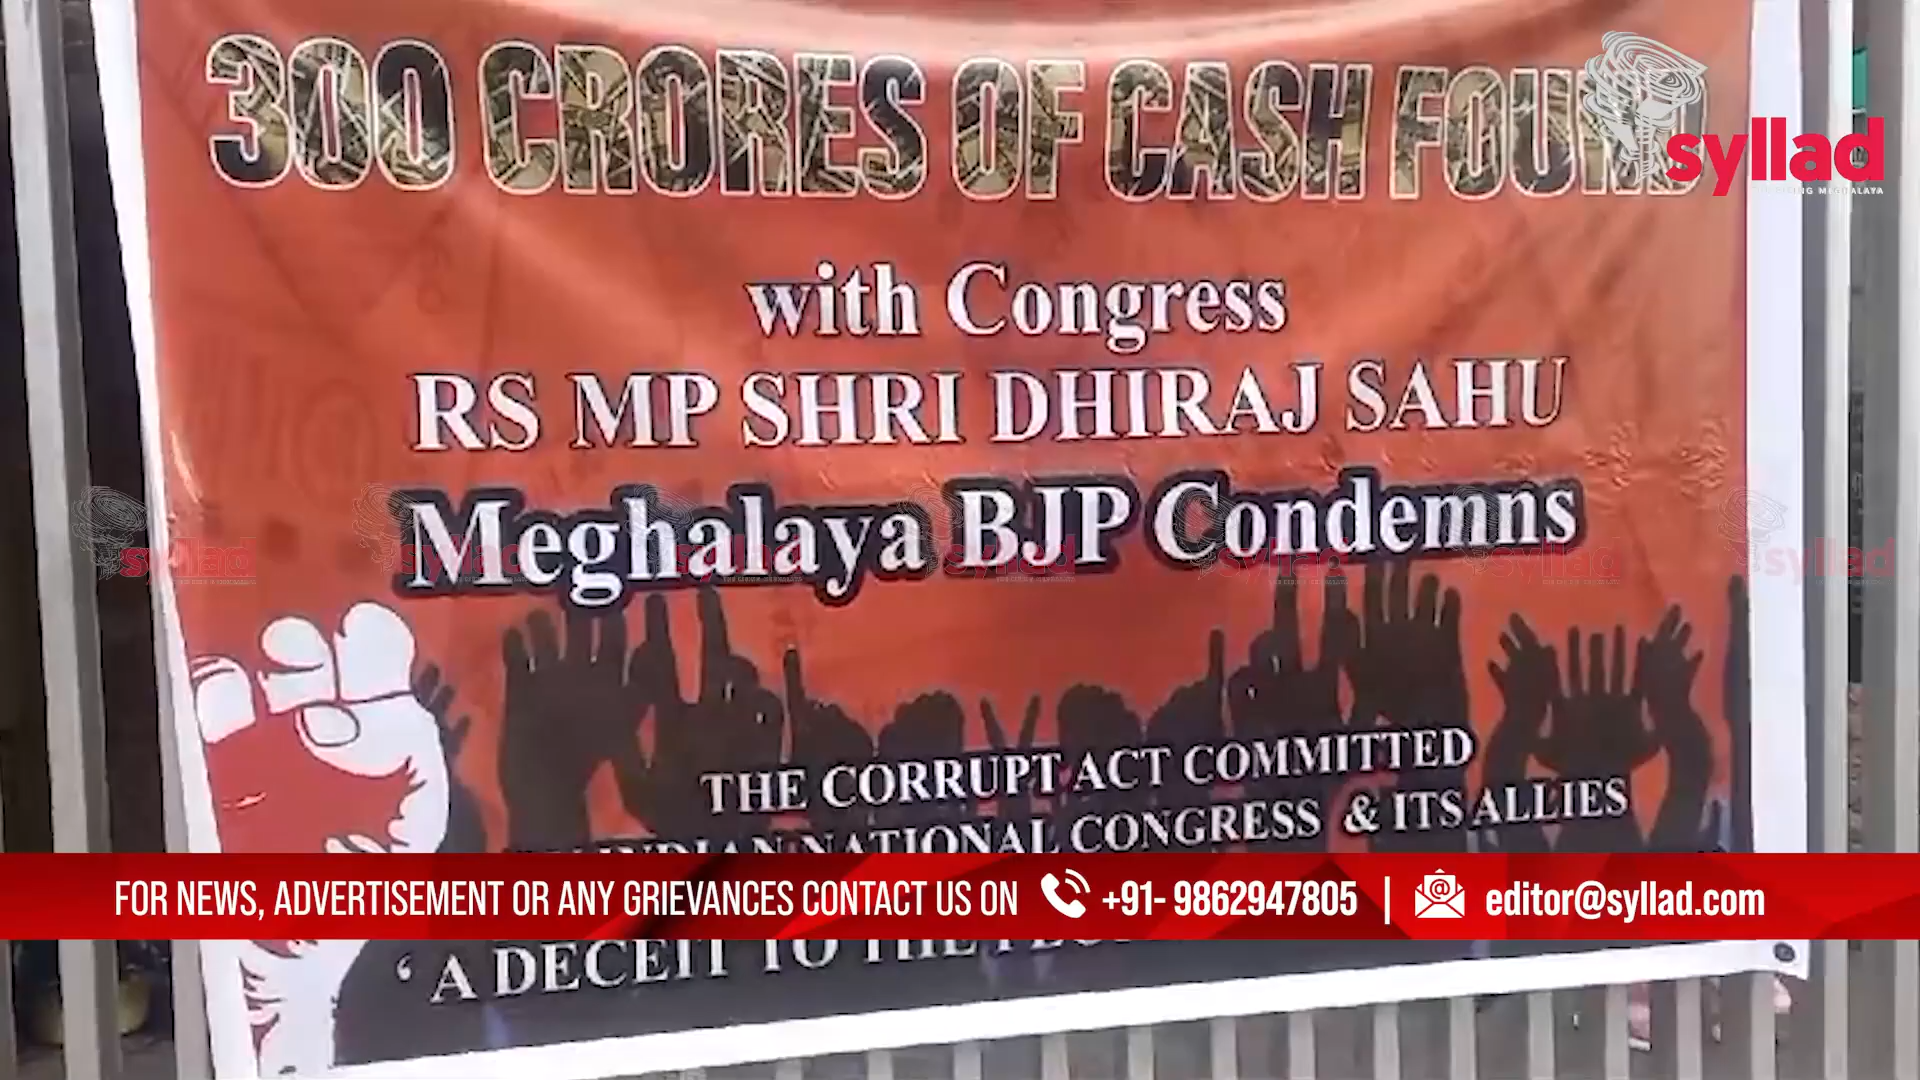 300 CRORES OF CASH FOUND
syllad
with Congress
RS MP SHRI DHIRAJ SAHU
Meghalaya BJP Condemns
THE CORRUPT ACT COMMITTED
INDIAN NATIONAL CONGRESS & ITS ALLIES
FOR NEWS, ADVERTISEMENT OR ANY GRIEVANCES CONTACT US ON +91- 9862947805 | editor@syllad.com
‘ A DECEIT TO THE